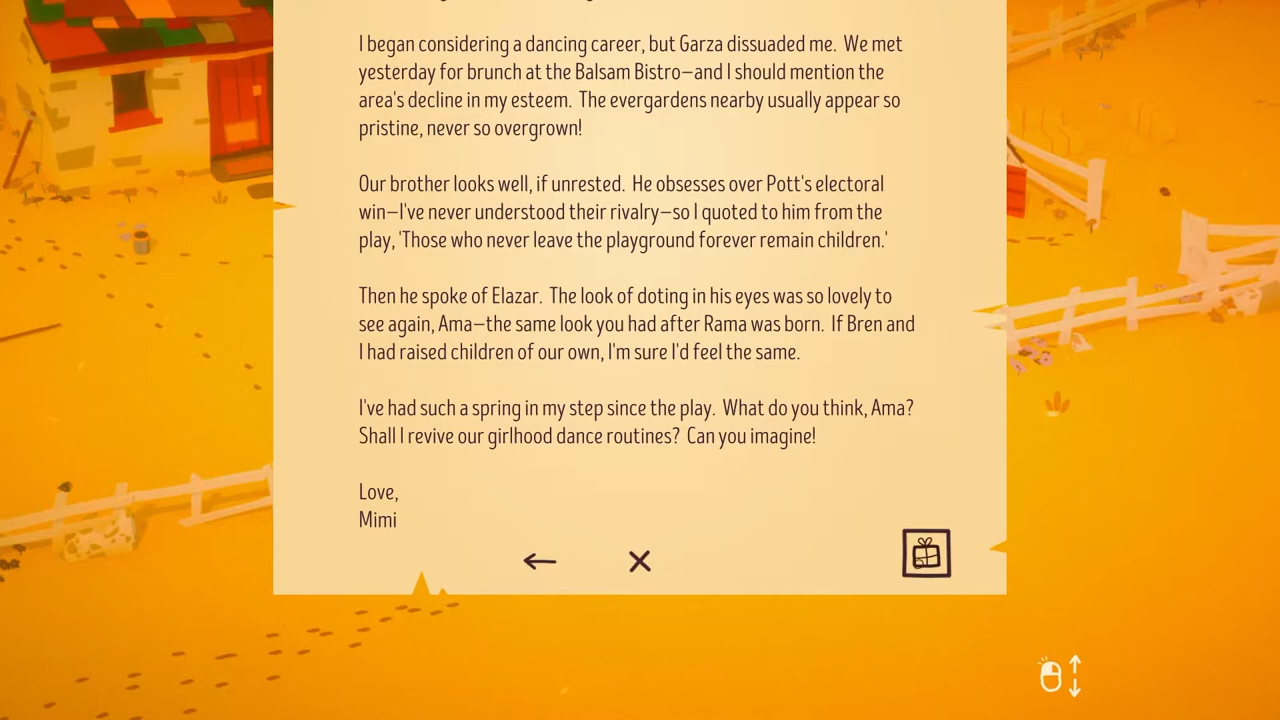 I began considering a dancing career, but Garza dissuaded me.  We met
yesterday for brunch at the Balsam Bistro—and I should mention the
area's decline in my esteem.  The evergardens nearby usually appear so
pristine, never so overgrown!
Our brother looks well, if unrested.  He obsesses over Pott's electoral
win—I've never understood their rivalry—so I quoted to him from the
play, 'Those who never leave the playground forever remain children.'
Then he spoke of Elazar.  The look of doting in his eyes was so lovely to
see again, Ama—the same look you had after Rama was born.  If Bren and
I had raised children of our own, I'm sure I'd feel the same.
I've had such a spring in my step since the play.  What do you think, Ama?
Shall I revive our girlhood dance routines?  Can you imagine!
Love,
Mimi